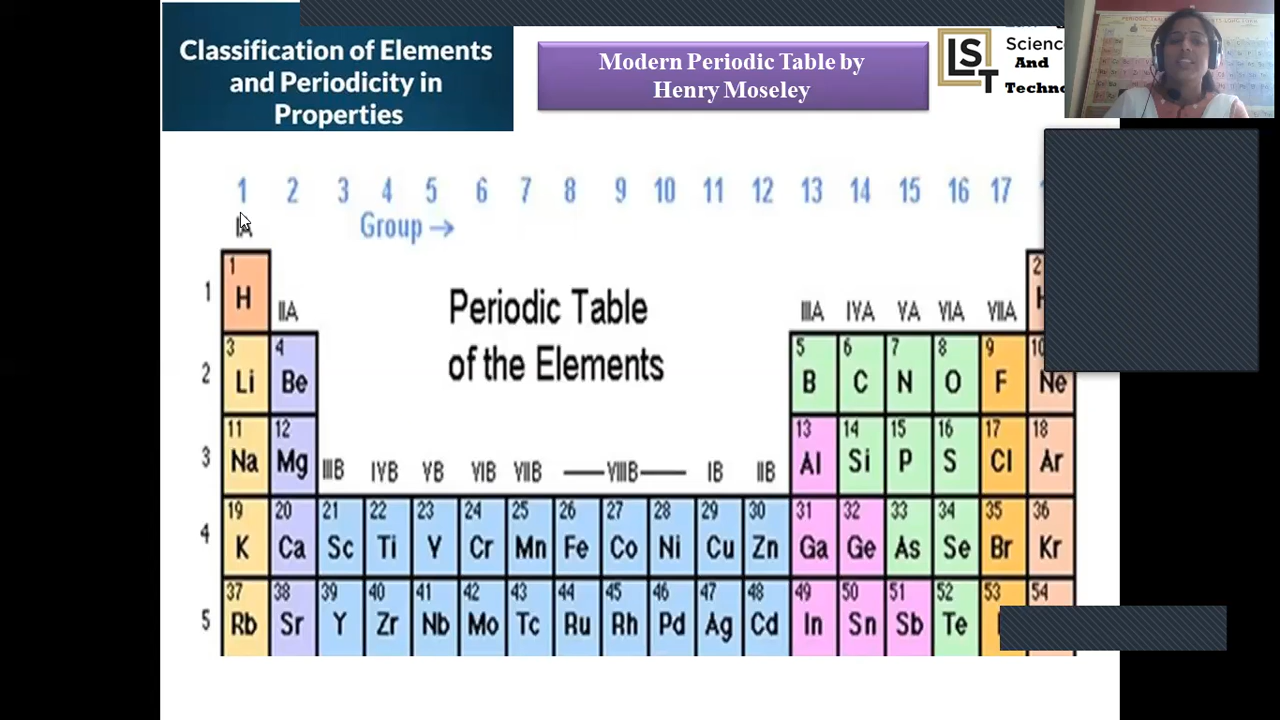 Classification of Elements
and Periodicity in
Properties
Modern Periodic Table by
Henry Moseley
LST
Science
And
1 2 3 4 5 6 7 8 9 10 11 12 13 14 15 16 17
Group →
IA
1
1
H
2
IIA
Periodic Table
of the Elements
IIIA IVA VA VIA VIIA
2
3 4 5 6 7 8 9 10
Li Be B C N O F Ne
3
11 12 13 14 15 16 17 18
Na Mg Al Si P S Cl Ar
IIIB IVB VB VIB VIIB VIIIB IB IIB
4
19 20 21 22 23 24 25 26 27 28 29 30 31 32 33 34 35 36
K Ca Sc Ti V Cr Mn Fe Co Ni Cu Zn Ga Ge As Se Br Kr
5
37 38 39 40 41 42 43 44 45 46 47 48 49 50 51 52 53 54
Rb Sr Y Zr Nb Mo Tc Ru Rh Pd Ag Cd In Sn Sb Te